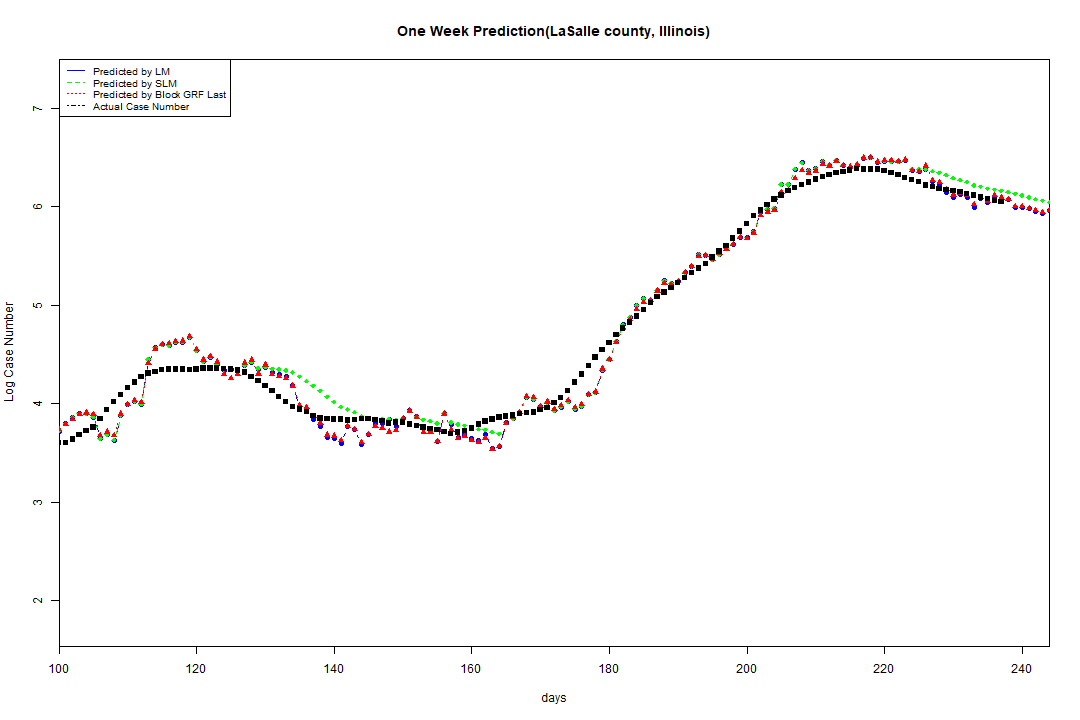 One Week Prediction(LaSalle county, Illinois)
Predicted by LM
Predicted by SLM
Predicted by Block GRF Last
Actual Case Number
7
6
5
4
3
2
Log Case Number
100 120 140 160 180 200 220 240
days